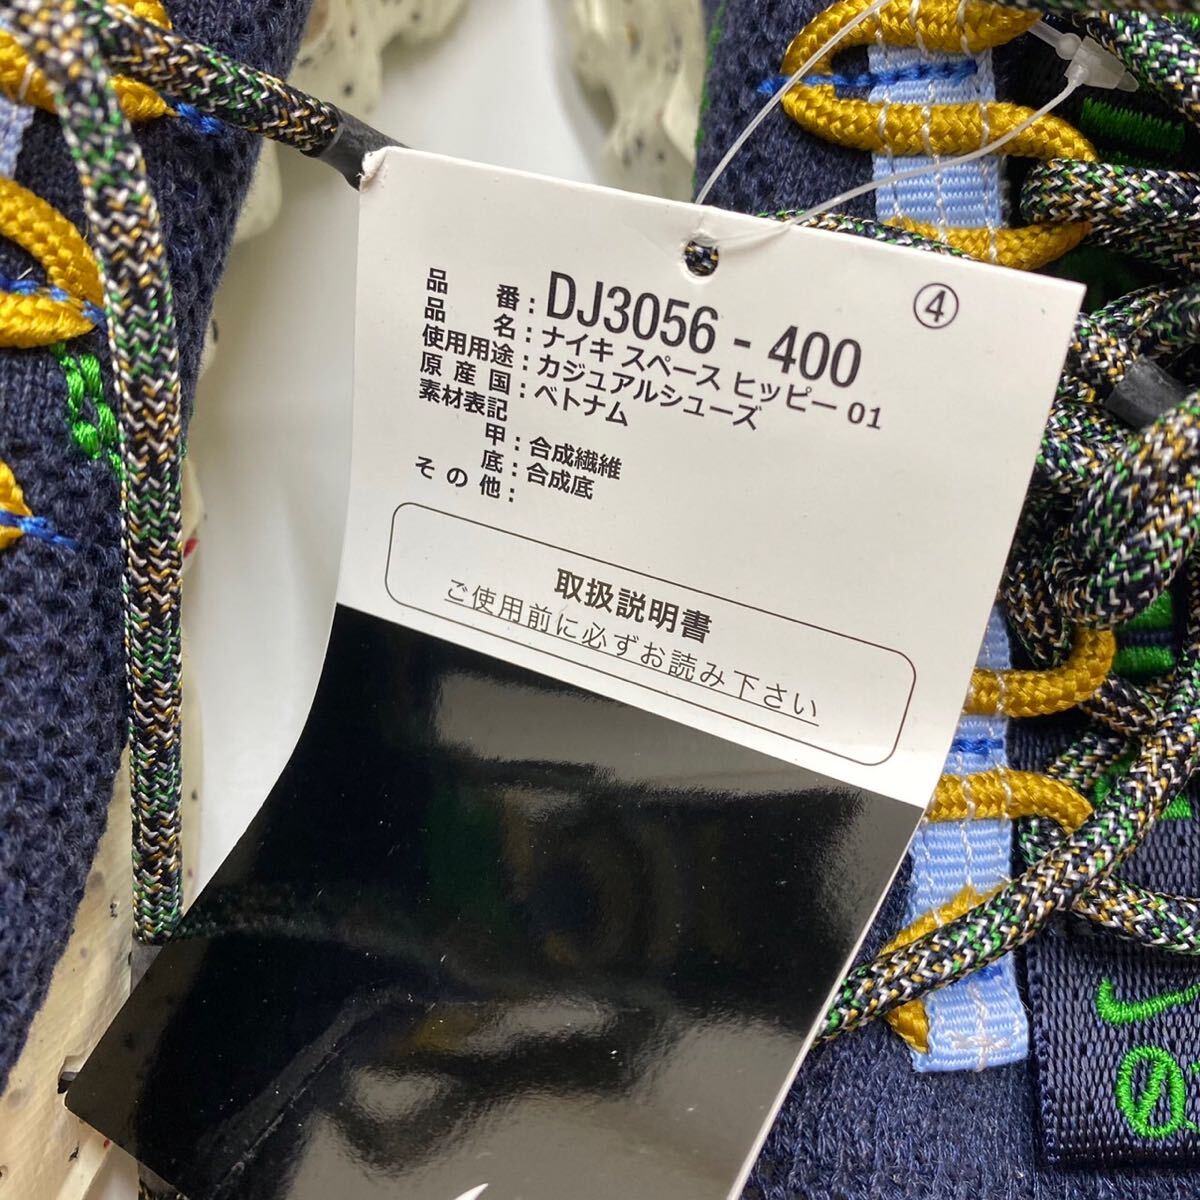 ④
品番：DJ3056 - 400
品名：ナイキ スペース ヒッピー 01
使用用途：カジュアルシューズ
原産国：ベトナム
素材表記
甲：合成繊維
底：合成底
その他：
取扱説明書
ご使用前に必ずお読み下さい